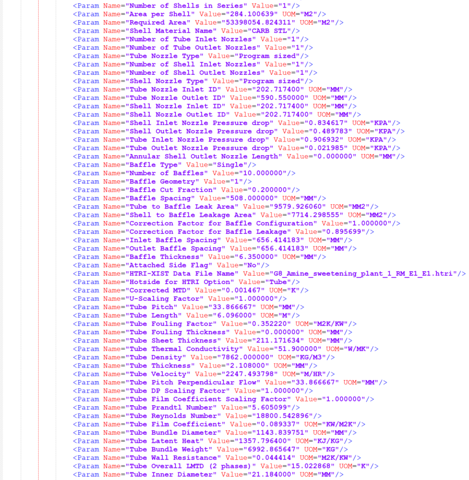 <Param Name="Number of Shells in Series" Value="1"/>
<Param Name="Area per Shell" Value="284.100639" UOM="M2"/>
<Param Name="Required Area" Value="53398054.824311" UOM="M2"/>
<Param Name="Shell Material Name" Value="CARB STL"/>
<Param Name="Number of Tube Inlet Nozzles" Value="1"/>
<Param Name="Number of Tube Outlet Nozzles" Value="1"/>
<Param Name="Tube Nozzle Type" Value="Program sized"/>
<Param Name="Number of Shell Inlet Nozzles" Value="1"/>
<Param Name="Number of Shell Outlet Nozzles" Value="1"/>
<Param Name="Shell Nozzle Type" Value="Program sized"/>
<Param Name="Tube Nozzle Inlet ID" Value="202.717400" UOM="MM"/>
<Param Name="Tube Nozzle Outlet ID" Value="590.550000" UOM="MM"/>
<Param Name="Shell Nozzle Inlet ID" Value="202.717400" UOM="MM"/>
<Param Name="Shell Nozzle Outlet ID" Value="202.717400" UOM="MM"/>
<Param Name="Shell Inlet Nozzle Pressure drop" Value="0.834617" UOM="KPA"/>
<Param Name="Shell Outlet Nozzle Pressure drop" Value="0.489783" UOM="KPA"/>
<Param Name="Tube Inlet Nozzle Pressure drop" Value="0.906932" UOM="KPA"/>
<Param Name="Tube Outlet Nozzle Pressure drop" Value="0.021985" UOM="KPA"/>
<Param Name="Annular Shell Outlet Nozzle Length" Value="0.000000" UOM="MM"/>
<Param Name="Baffle Type" Value="Single"/>
<Param Name="Number of Baffles" Value="10.000000"/>
<Param Name="Baffle Geometry" Value="1"/>
<Param Name="Baffle Cut Fraction" Value="0.200000"/>
<Param Name="Baffle Spacing" Value="508.000000" UOM="MM"/>
<Param Name="Tube to Baffle Leak Area" Value="9579.926060" UOM="MM2"/>
<Param Name="Shell to Baffle Leakage Area" Value="7714.298555" UOM="MM2"/>
<Param Name="Correction Factor for Baffle Configuration" Value="1.000000"/>
<Param Name="Correction Factor for Baffle Leakage" Value="0.895699"/>
<Param Name="Inlet Baffle Spacing" Value="656.414183" UOM="MM"/>
<Param Name="Outlet Baffle Spacing" Value="656.414183" UOM="MM"/>
<Param Name="Baffle Thickness" Value="6.350000" UOM="MM"/>
<Param Name="Attached Side Flag" Value="No"/>
<Param Name="HTRI-XIST Data File Name" Value="G8_Amine_sweetening_plant_1_RM_E1_E1.htri"/>
<Param Name="Hotside for HTRI Option" Value="Tube"/>
<Param Name="Corrected MTD" Value="0.001467" UOM="K"/>
<Param Name="U-Scaling Factor" Value="1.000000"/>
<Param Name="Tube Pitch" Value="33.866667" UOM="MM"/>
<Param Name="Tube Length" Value="6.096000" UOM="M"/>
<Param Name="Tube Fouling Factor" Value="0.352220" UOM="M2K/KW"/>
<Param Name="Tube Fouling Thickness" Value="0.000000" UOM="MM"/>
<Param Name="Tube Sheet Thickness" Value="211.171634" UOM="MM"/>
<Param Name="Tube Thermal Conductivity" Value="51.900000" UOM="W/MK"/>
<Param Name="Tube Density" Value="7862.000000" UOM="KG/M3"/>
<Param Name="Tube Thickness" Value="2.108000" UOM="MM"/>
<Param Name="Tube Velocity" Value="2247.493798" UOM="M/HR"/>
<Param Name="Tube Pitch Perpendicular Flow" Value="33.866667" UOM="MM"/>
<Param Name="Tube DP Scaling Factor" Value="1.000000"/>
<Param Name="Tube Film Coefficient Scaling Factor" Value="1.000000"/>
<Param Name="Tube Prandtl Number" Value="5.605099"/>
<Param Name="Tube Reynolds Number" Value="18800.542896"/>
<Param Name="Tube Film Coefficient" Value="0.089337" UOM="KW/M2K"/>
<Param Name="Tube Bundle Diameter" Value="1143.839751" UOM="MM"/>
<Param Name="Tube Latent Heat" Value="1357.796400" UOM="KJ/KG"/>
<Param Name="Tube Bundle Weight" Value="6992.865647" UOM="KG"/>
<Param Name="Tube Wall Resistance" Value="0.044414" UOM="M2K/KW"/>
<Param Name="Tube Overall LMTD (2 phases)" Value="15.022868" UOM="K"/>
<Param Name="Tube Inner Diameter" Value="21.184000" UOM="MM"/>